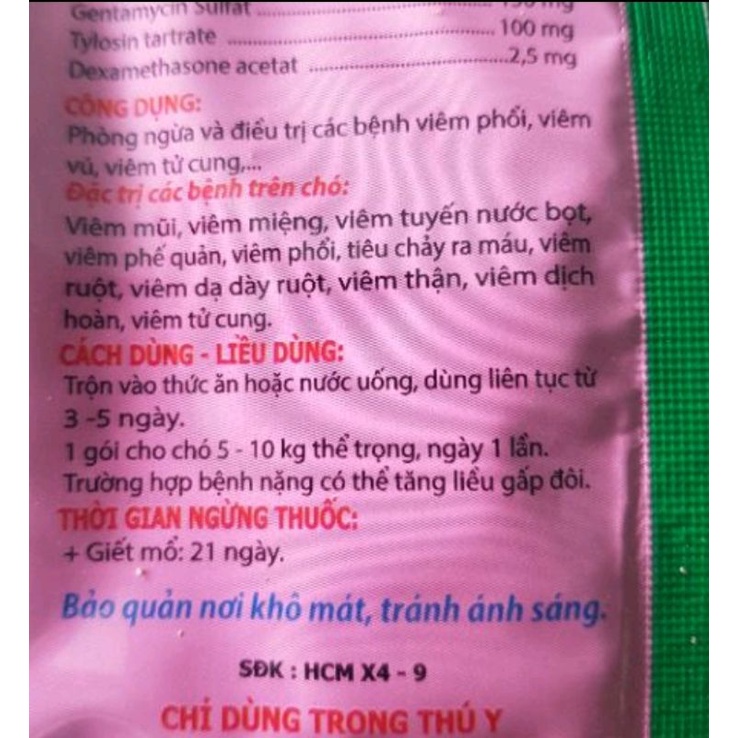 Gentamycin Sulfat ........................ 150 mg
Tylosin tartrate ........................ 100 mg
Dexamethasone acetat ........................2,5 mg
CÔNG DỤNG:
Phòng ngừa và điều trị các bệnh viêm phổi, viêm
vú, viêm tử cung,...
Đặc trị các bệnh trên chó:
Viêm mũi, viêm miệng, viêm tuyến nước bọt,
viêm phế quản, viêm phổi, tiêu chảy ra máu, viêm
ruột, viêm dạ dày ruột, viêm thận, viêm dịch
hoàn, viêm tử cung.
CÁCH DÙNG - LIỀU DÙNG:
Trộn vào thức ăn hoặc nước uống, dùng liên tục từ
3 -5 ngày.
1 gói cho chó 5 - 10 kg thể trọng, ngày 1 lần.
Trường hợp bệnh nặng có thể tăng liều gấp đôi.
THỜI GIAN NGỪNG THUỐC:
+ Giết mổ: 21 ngày.
Bảo quản nơi khô mát, tránh ánh sáng.
SĐK : HCM X4 - 9
CHỈ DÙNG TRONG THÚ Y